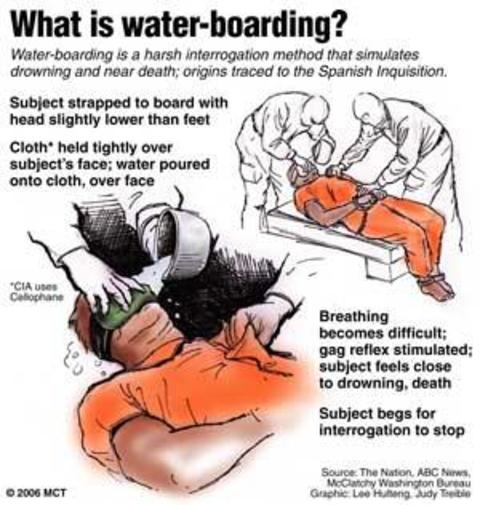 What is water-boarding?
Water-boarding is a harsh interrogation method that simulates
drowning and near death; origins traced to the Spanish Inquisition.
Subject strapped to board with
head slightly lower than feet
Cloth* held tightly over
subject's face; water poured
onto cloth, over face
*CIA uses
Cellophane
Breathing
becomes difficult;
gag reflex stimulated;
subject feels close
to drowning, death
Subject begs for
interrogation to stop
Source: The Nation, ABC News,
McClatchy Washington Bureau
Graphic: Lee Hulteng, Judy Treible
© 2006 MCT